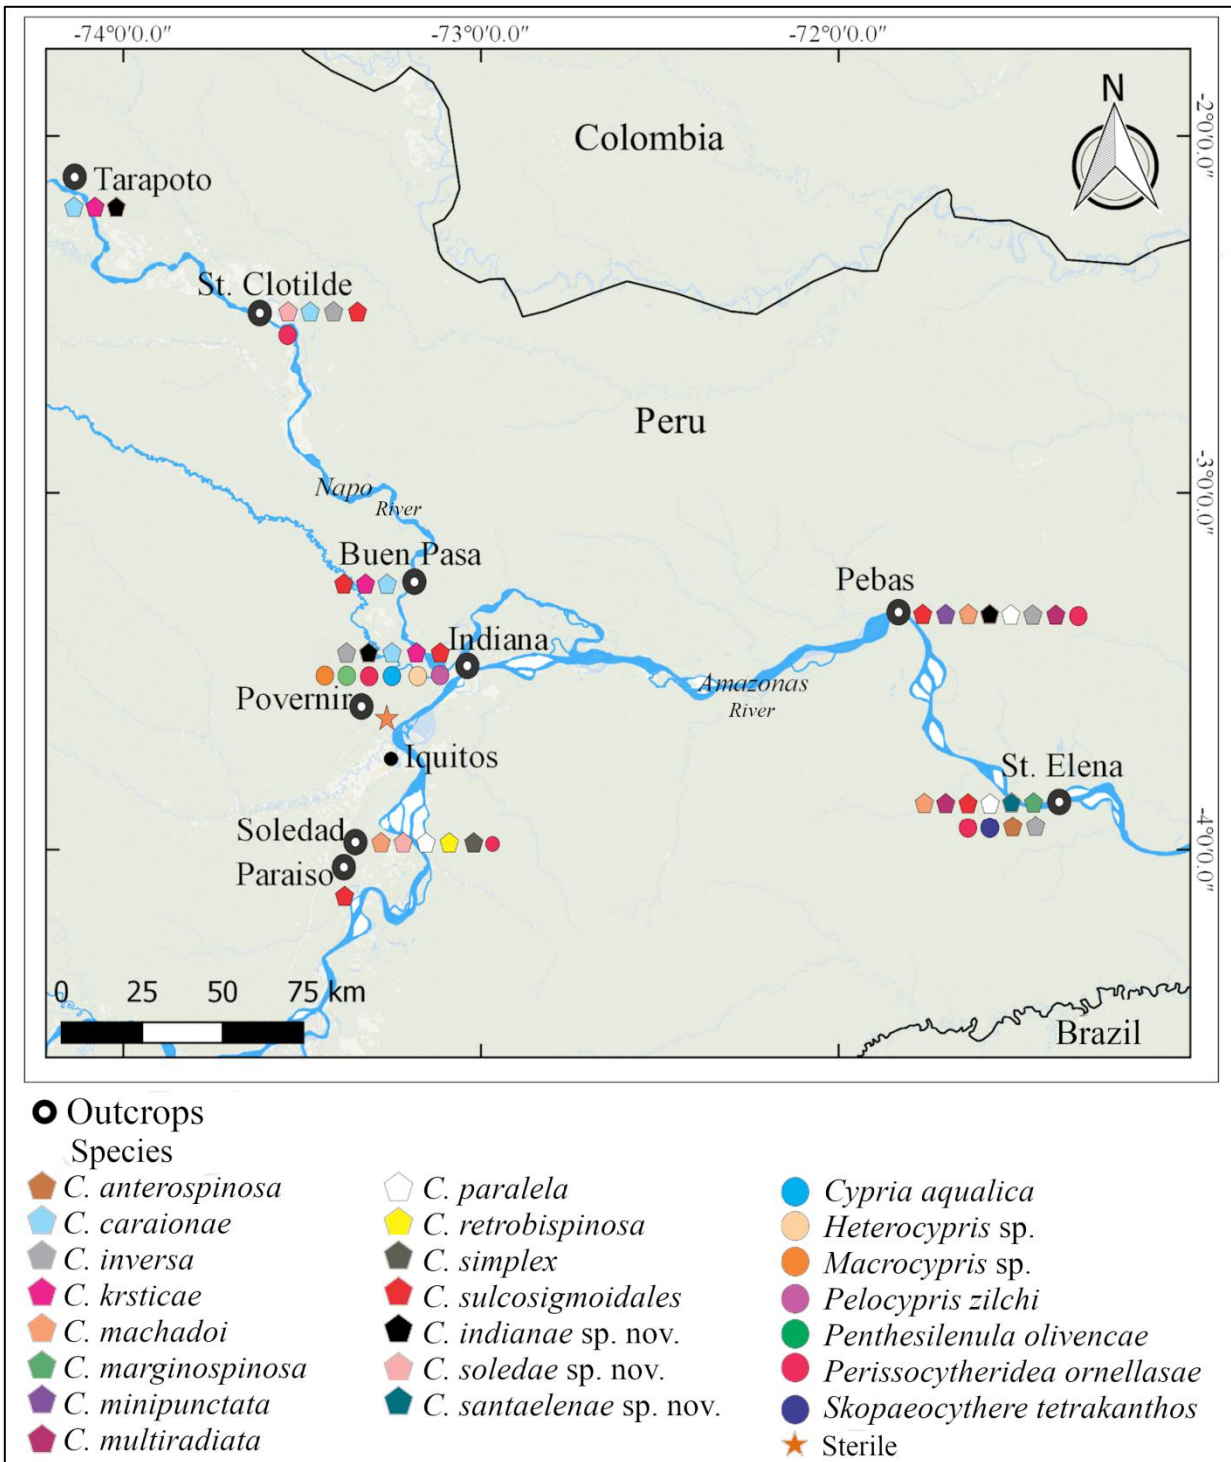 -74°0'0.0"
-73°0'0.0"
-72°0'0.0"
N
-2°0'0.0"
Colombia
Tarapoto
St. Clotilde
Peru
Napo
River
-3°0'0.0"
Buen Pasa
Pebas
Indiana
Amazonas
River
Povernir
Iquitos
St. Elena
Soledad
Paraiso
-4°0'0.0"
0 25 50 75 km
Brazil
Outcrops
Species
C. anterospinosa
C. caraionae
C. inversa
C. krsticae
C. machadoi
C. marginospinosa
C. minipunctata
C. multiradiata
C. paralela
C. retrobispinosa
C. simplex
C. sulcosigmoidales
C. indianae sp. nov.
C. soledae sp. nov.
C. santaelenae sp. nov.
Cypria aqualica
Heterocypris sp.
Macrocypris sp.
Pelocypris zilchi
Penthesilenula olivencae
Perissocytheridea ornellasae
Skopaeocythere tetrakanthos
Sterile